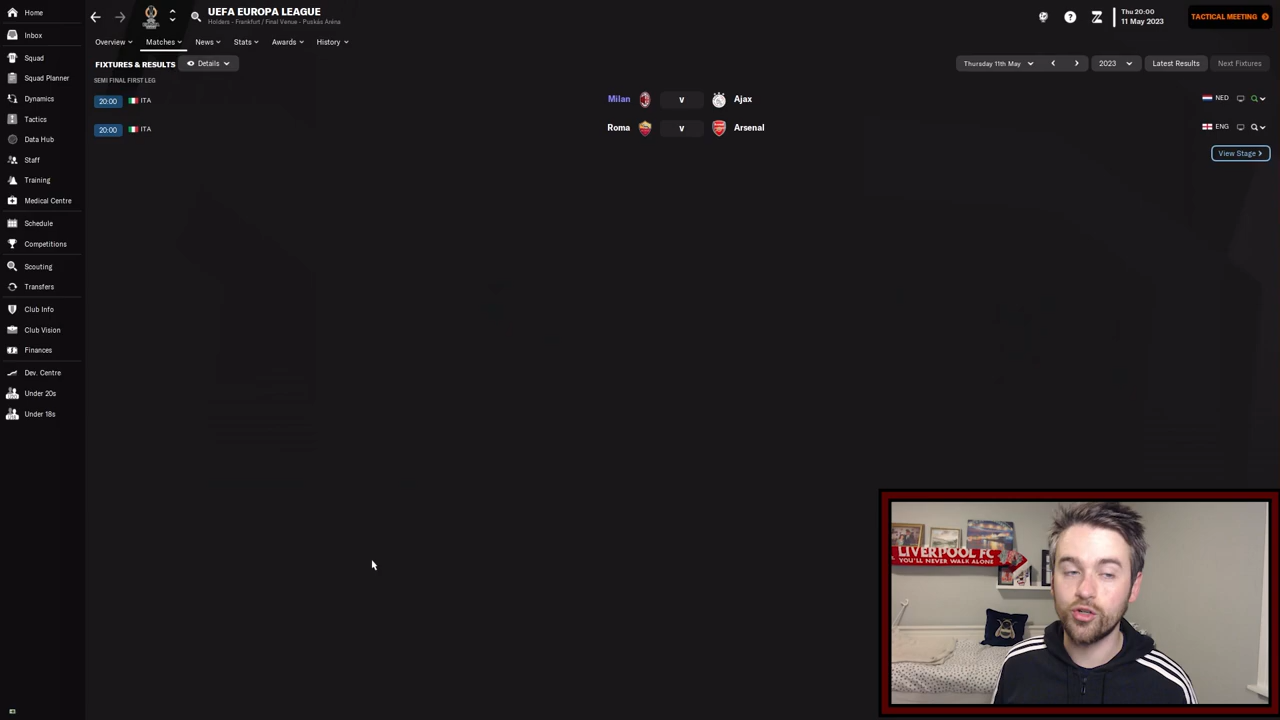 Home
Inbox
Squad
Squad Planner
Dynamics
Tactics
Data Hub
Staff
Training
Medical Centre
Schedule
Competitions
Scouting
Transfers
Club Info
Club Vision
Finances
Dev. Centre
Under 20s
Under 18s
UEFA EUROPA LEAGUE
Holders - Frankfurt / Final Venue - Puskás Aréna
Thu 20:00
11 May 2023
TACTICAL MEETING
Overview Matches News Stats Awards History
FIXTURES & RESULTS Details Thursday 11th May 2023 Latest Results Next Fixtures
SEMI FINAL FIRST LEG
20:00 ITA Milan v Ajax NED
20:00 ITA Roma v Arsenal ENG
View Stage
LIVERPOOL FC
YOU'LL NEVER WALK ALONE